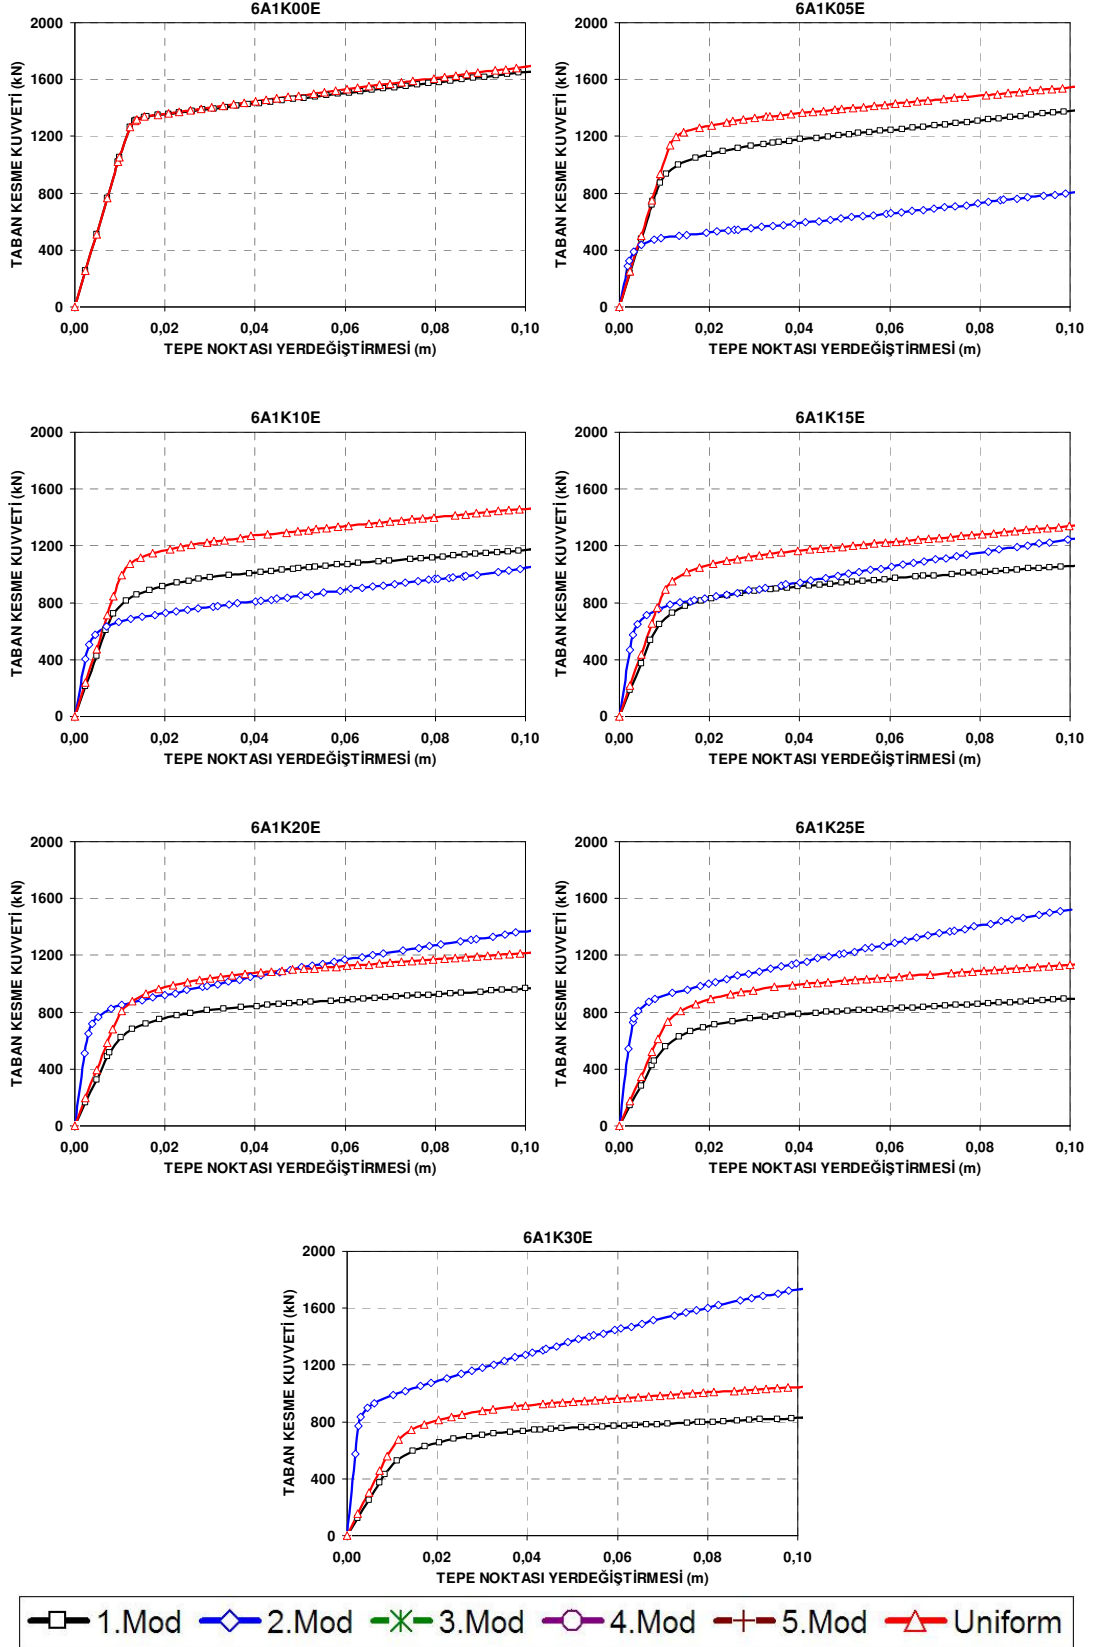 6A1K00E
2000
1600
1200
800
400
0
TABAN KESME KUVVETİ (kN)
0,00 0,02 0,04 0,06 0,08 0,10
TEPE NOKTASI YERDEĞİŞTİRMESİ (m)
6A1K05E
2000
1600
1200
800
400
0
TABAN KESME KUVVETİ (kN)
0,00 0,02 0,04 0,06 0,08 0,10
TEPE NOKTASI YERDEĞİŞTİRMESİ (m)
6A1K10E
2000
1600
1200
800
400
0
TABAN KESME KUVVETİ (kN)
0,00 0,02 0,04 0,06 0,08 0,10
TEPE NOKTASI YERDEĞİŞTİRMESİ (m)
6A1K15E
2000
1600
1200
800
400
0
TABAN KESME KUVVETİ (kN)
0,00 0,02 0,04 0,06 0,08 0,10
TEPE NOKTASI YERDEĞİŞTİRMESİ (m)
6A1K20E
2000
1600
1200
800
400
0
TABAN KESME KUVVETİ (kN)
0,00 0,02 0,04 0,06 0,08 0,10
TEPE NOKTASI YERDEĞİŞTİRMESİ (m)
6A1K25E
2000
1600
1200
800
400
0
TABAN KESME KUVVETİ (kN)
0,00 0,02 0,04 0,06 0,08 0,10
TEPE NOKTASI YERDEĞİŞTİRMESİ (m)
6A1K30E
2000
1600
1200
800
400
0
TABAN KESME KUVVETİ (kN)
0,00 0,02 0,04 0,06 0,08 0,10
TEPE NOKTASI YERDEĞİŞTİRMESİ (m)
1.Mod 2.Mod 3.Mod 4.Mod 5.Mod Uniform